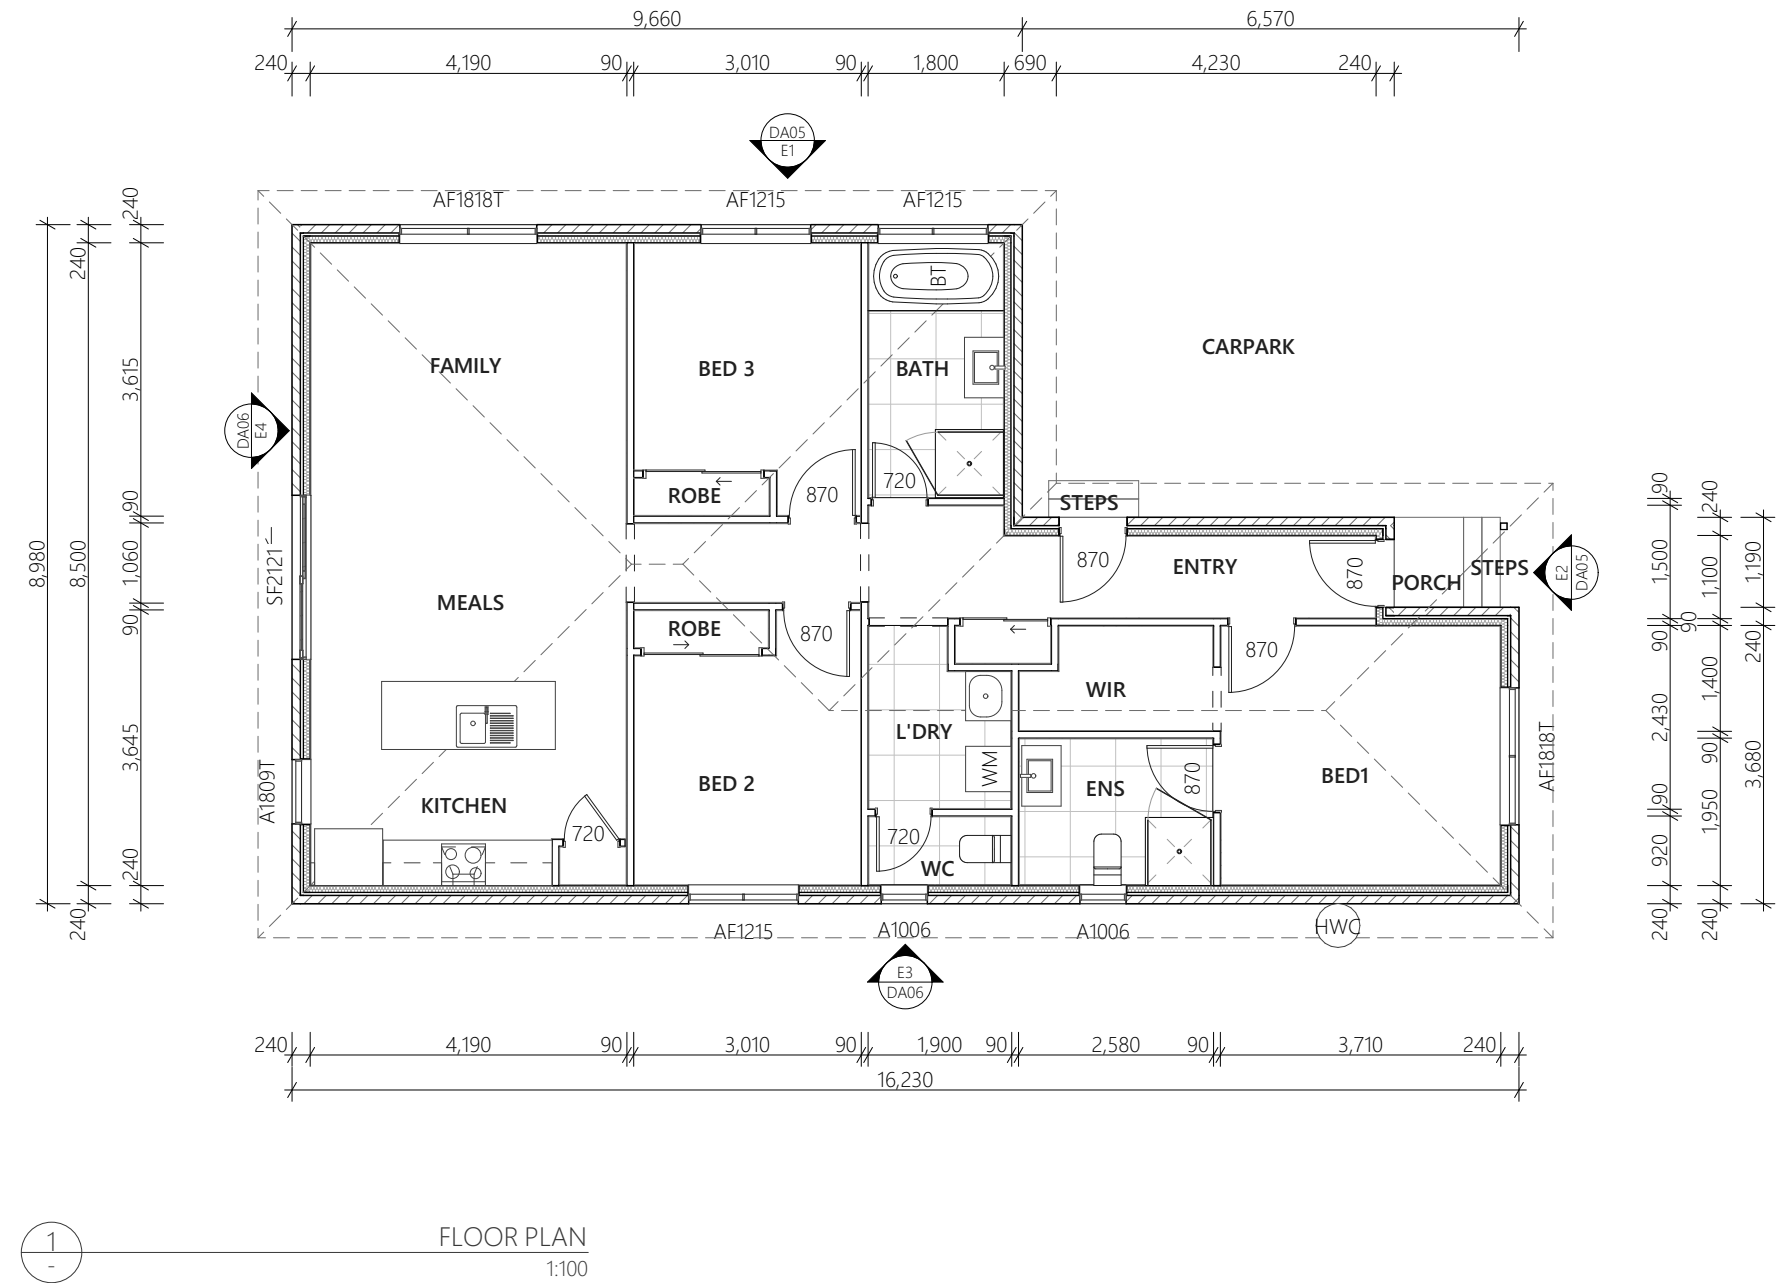 9,660 6,570
240 4,190 90 3,010 90 1,800 690 4,230 240
DA05
E1
AF1818T AF1215 AF1215
240
240
3,615
90
1,060
90
3,645
240
240
8,500
8,980
DA06
E4
SF2121
A1809T
FAMILY
BED 3
BT
BATH
CARPARK
ROBE
870
720
STEPS
870
ENTRY
870
PORCH
STEPS
E2
DA05
MEALS
ROBE
870
870
WIR
L'DRY
WM
BED 2
KITCHEN
720
720
WC
ENS
870
BED1
AF1818T
AF1215 A1006 A1006 HWC
E3
DA06
90
1,500
90
2,430
90
920
240
90
240
1,100
1,400
90
1,950
240
1,190
240
3,680
240 4,190 90 3,010 90 1,900 90 2,580 90 3,710 240
16,230
1
-
FLOOR PLAN
1:100